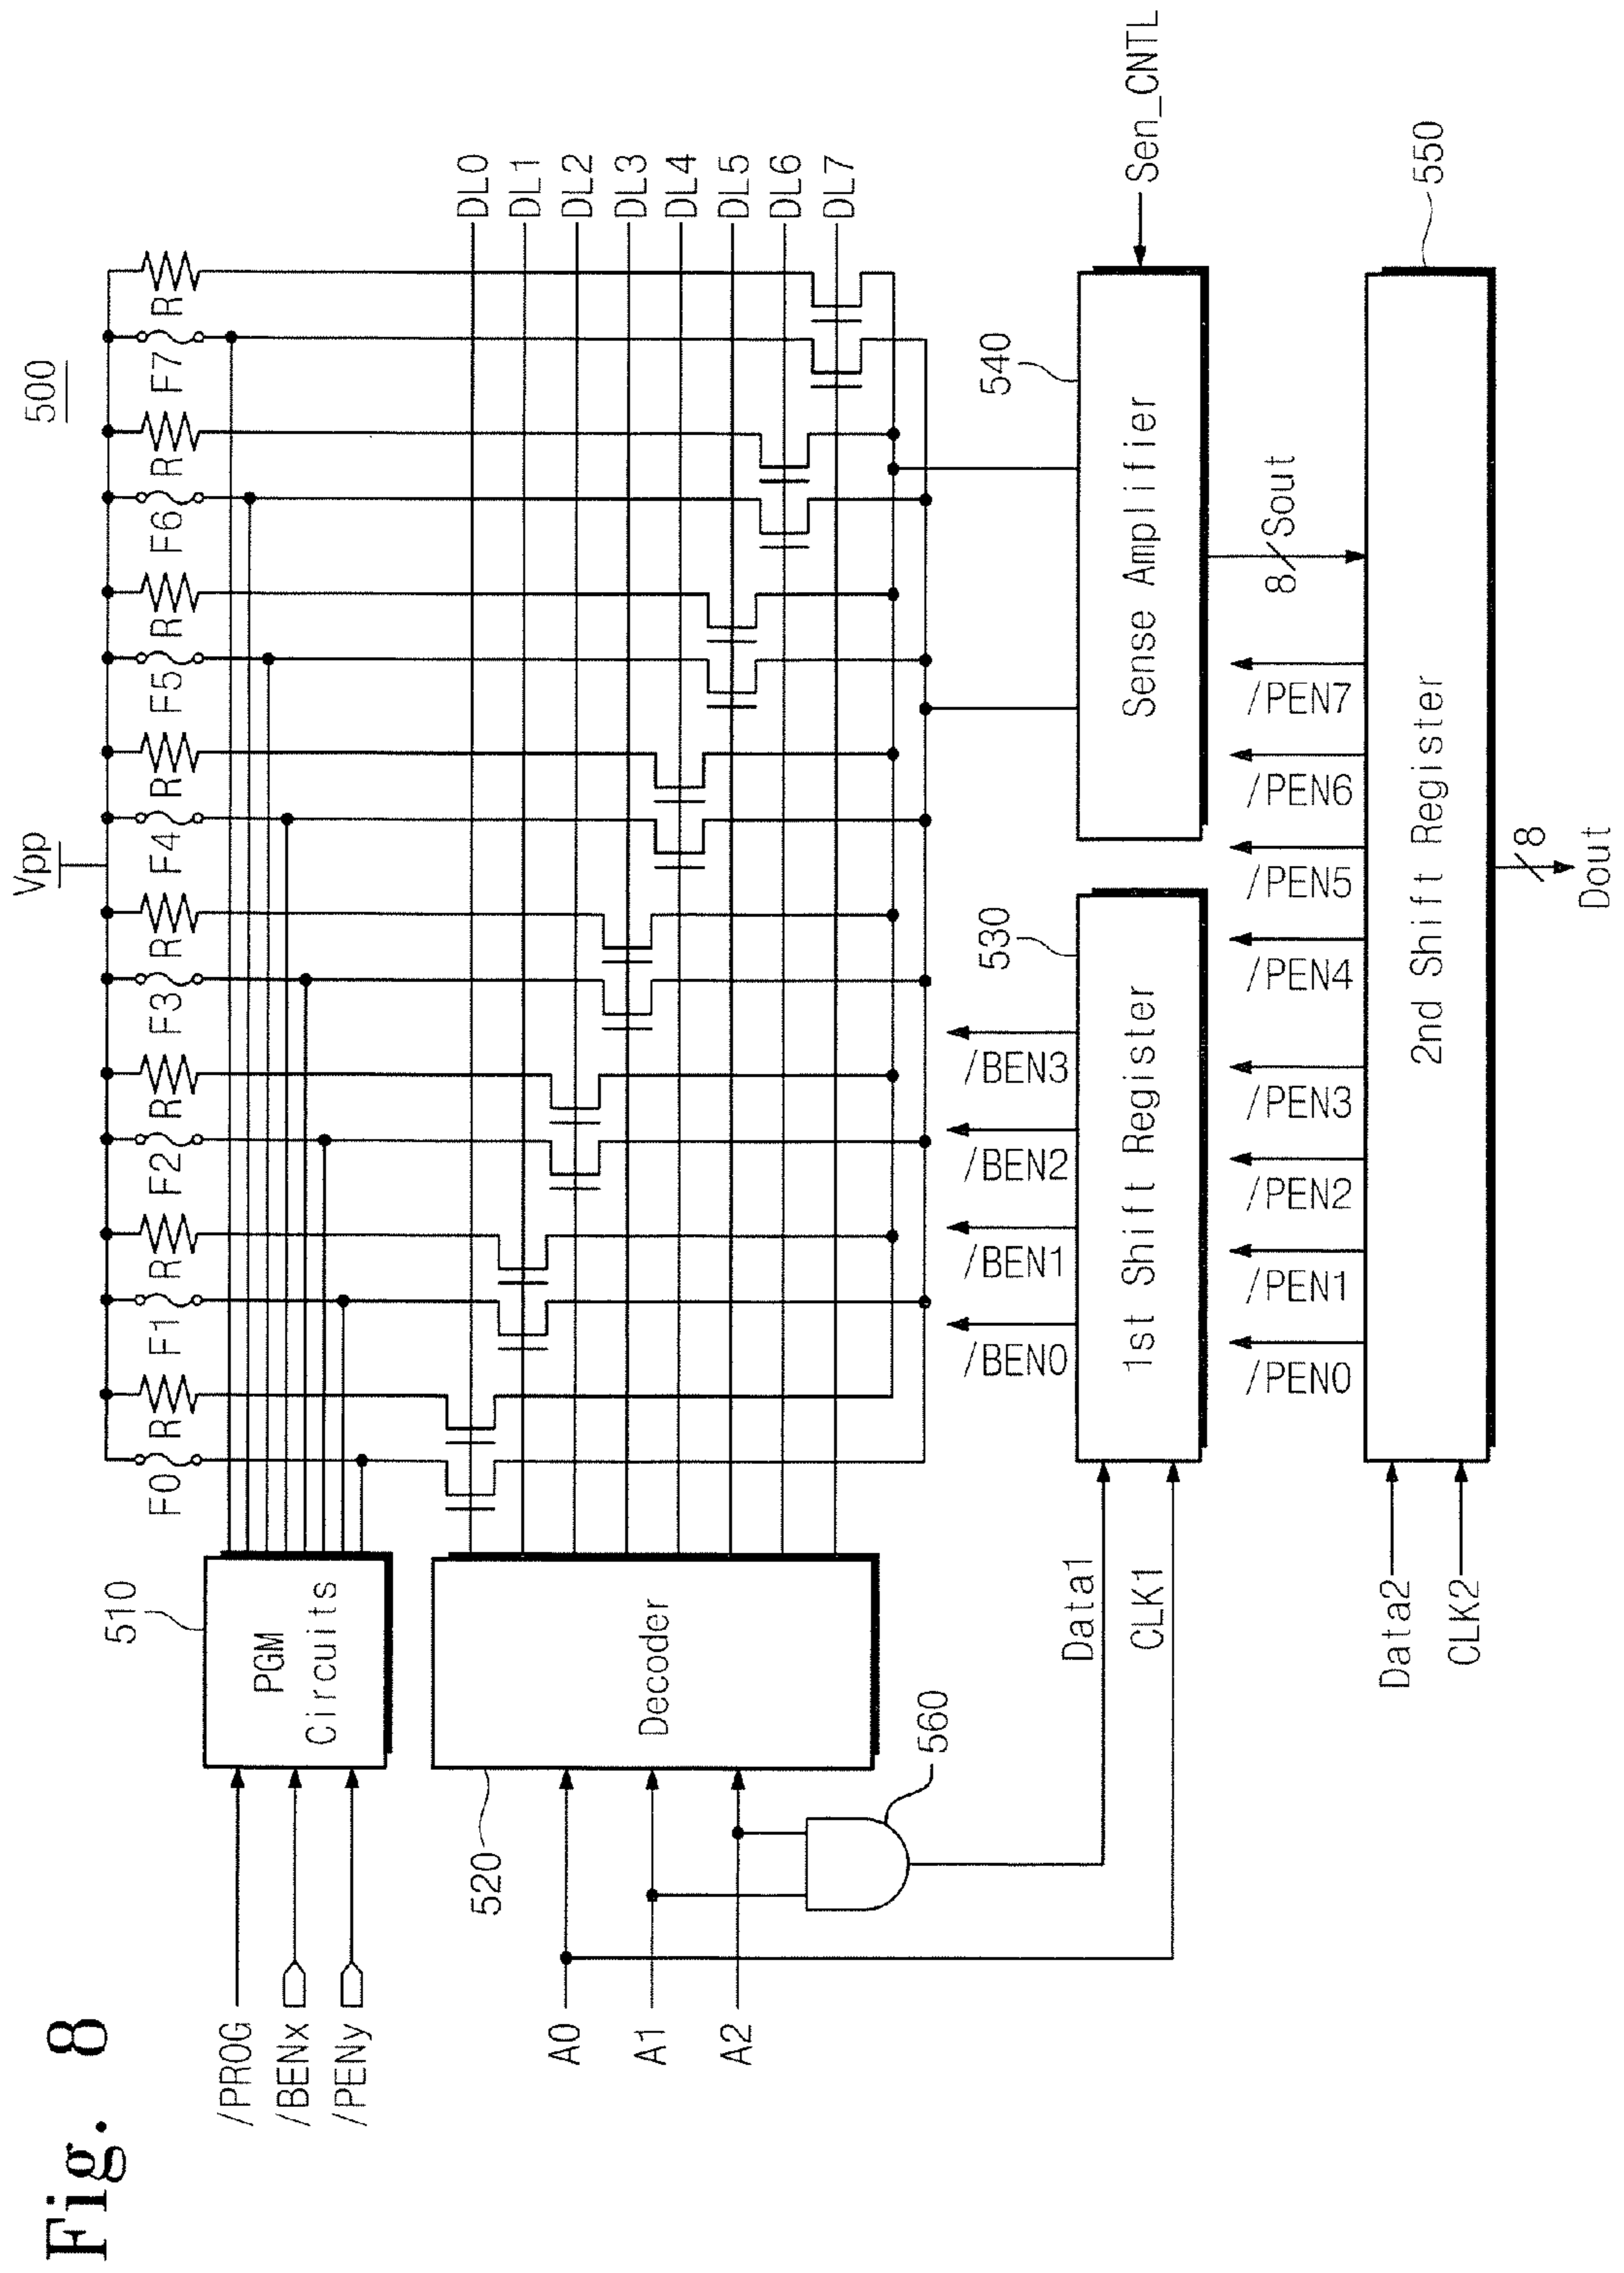 Fig. 8
500
Vpp
F0
R
F1
R
F2
R
F3
R
F4
R
F5
R
F6
R
F7
R
510
PGM
Circuits
/PROG
/BENx
/PENy
DL0
DL1
DL2
DL3
DL4
DL5
DL6
DL7
520
Decoder
A0
A1
A2
560
Data1
CLK1
530
1st Shift Register
/BEN0
/BEN1
/BEN2
/BEN3
540
Sense Amplifier
Sen_CNTL
8
Sout
/PEN0
/PEN1
/PEN2
/PEN3
/PEN4
/PEN5
/PEN6
/PEN7
550
2nd Shift Register
Data2
CLK2
8
Dout